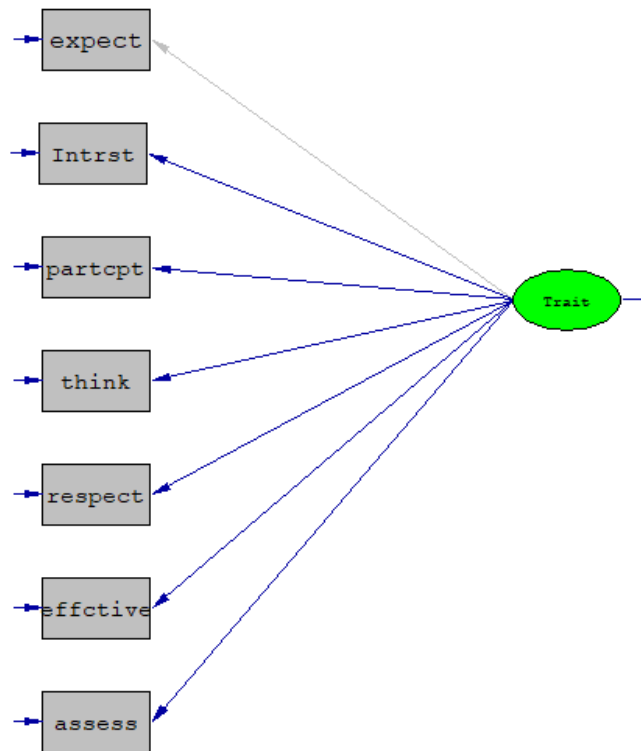 expect
Intrst
partcpt
Trait
think
respect
effctive
assess